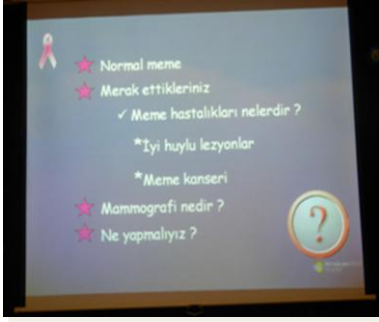 Normal meme
Merak ettikleriniz
✓ Meme hastalıkları nelerdir ?
*İyi huylu lezyonlar
*Meme kanseri
Mammografi nedir ?
Ne yapmalıyız ?
?